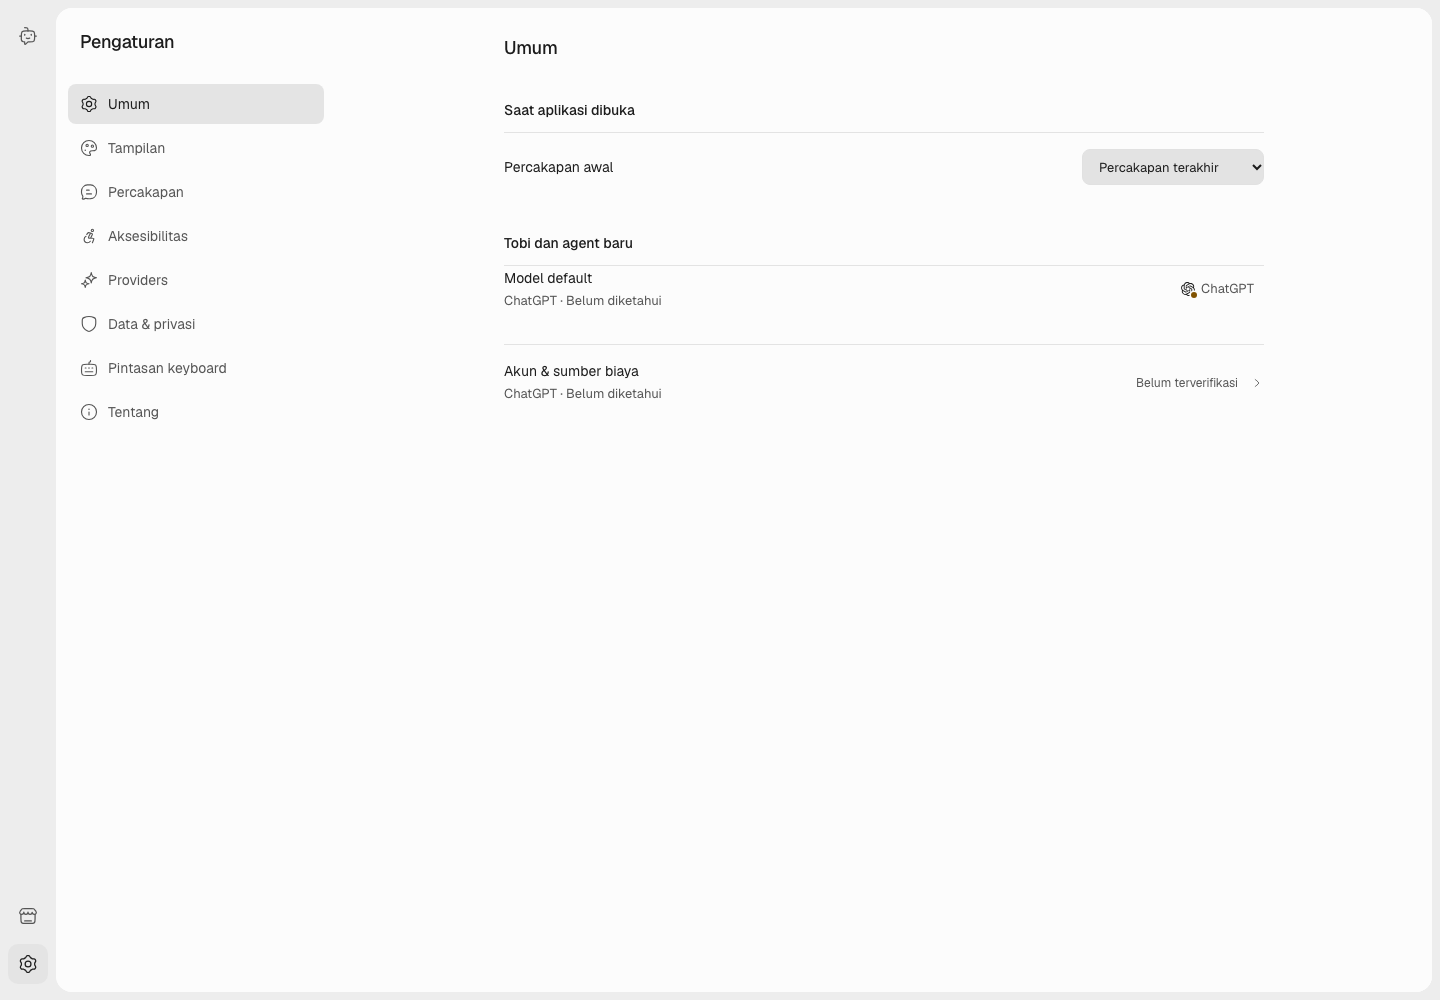 Pengaturan
Umum
Tampilan
Percakapan
Aksesibilitas
Providers
Data & privasi
Pintasan keyboard
Tentang
Umum
Saat aplikasi dibuka
Percakapan awal
Percakapan terakhir
Tobi dan agent baru
Model default
ChatGPT · Belum diketahui
ChatGPT
Akun & sumber biaya
ChatGPT · Belum diketahui
Belum terverifikasi